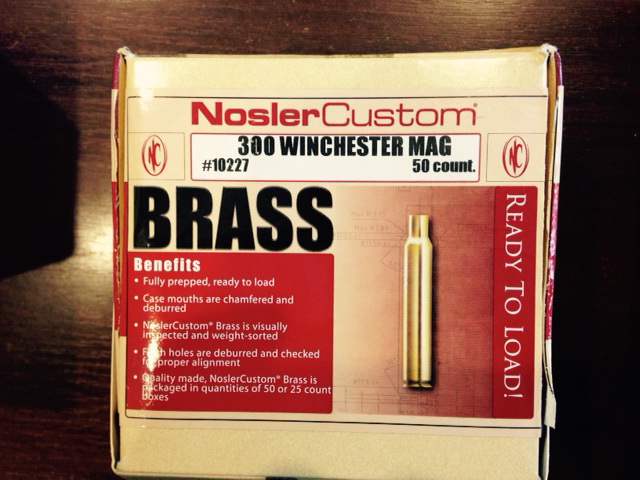 NoslerCustom®
300 WINCHESTER MAG
#10227 50 count.
NC
NC
BRASS
Benefits
• Fully prepped, ready to load
• Case mouths are chamfered and
deburred
• NoslerCustom® Brass is visually
inspected and weight-sorted
• Flash holes are deburred and checked
for proper alignment
• Quality made, NoslerCustom® Brass is
packaged in quantities of 50 or 25 count
boxes
READY TO LOAD!